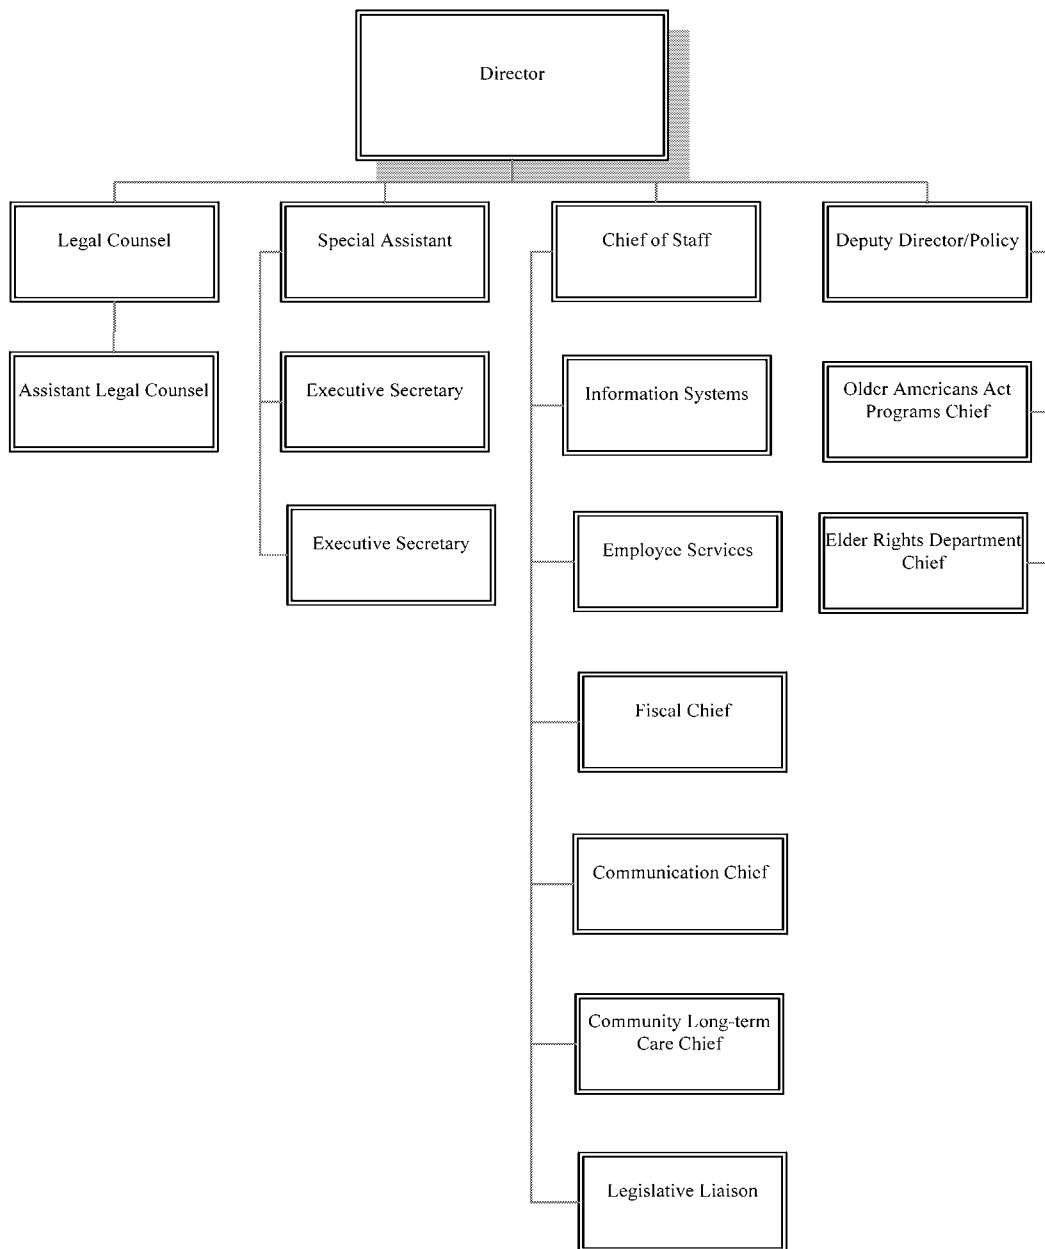 Director
Legal Counsel
Special Assistant
Chief of Staff
Deputy Director/Policy
Assistant Legal Counsel
Executive Secretary
Information Systems
Older Americans Act
Programs Chief
Executive Secretary
Employee Services
Elder Rights Department
Chief
Fiscal Chief
Communication Chief
Community Long-term
Care Chief
Legislative Liaison